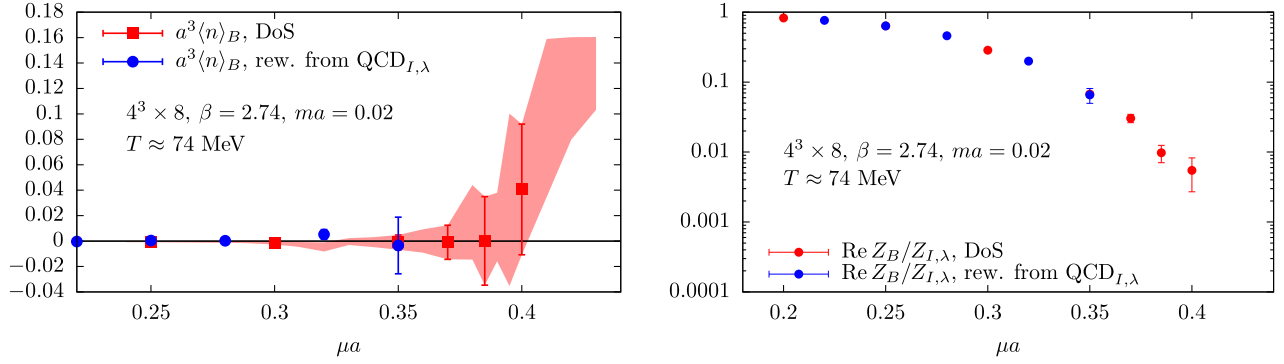 0.18
0.16
0.14
0.12
0.1
0.08
0.06
0.04
0.02
0
−0.02
−0.04
0.25
0.3
0.35
0.4
μa
a³⟨n⟩_B, DoS
a³⟨n⟩_B, rew. from QCD_{I,λ}
4³ × 8, β = 2.74, ma = 0.02
T ≈ 74 MeV
1
0.1
0.01
0.001
0.0001
0.2
0.25
0.3
0.35
0.4
μa
4³ × 8, β = 2.74, ma = 0.02
T ≈ 74 MeV
Re Z_B/Z_{I,λ}, DoS
Re Z_B/Z_{I,λ}, rew. from QCD_{I,λ}